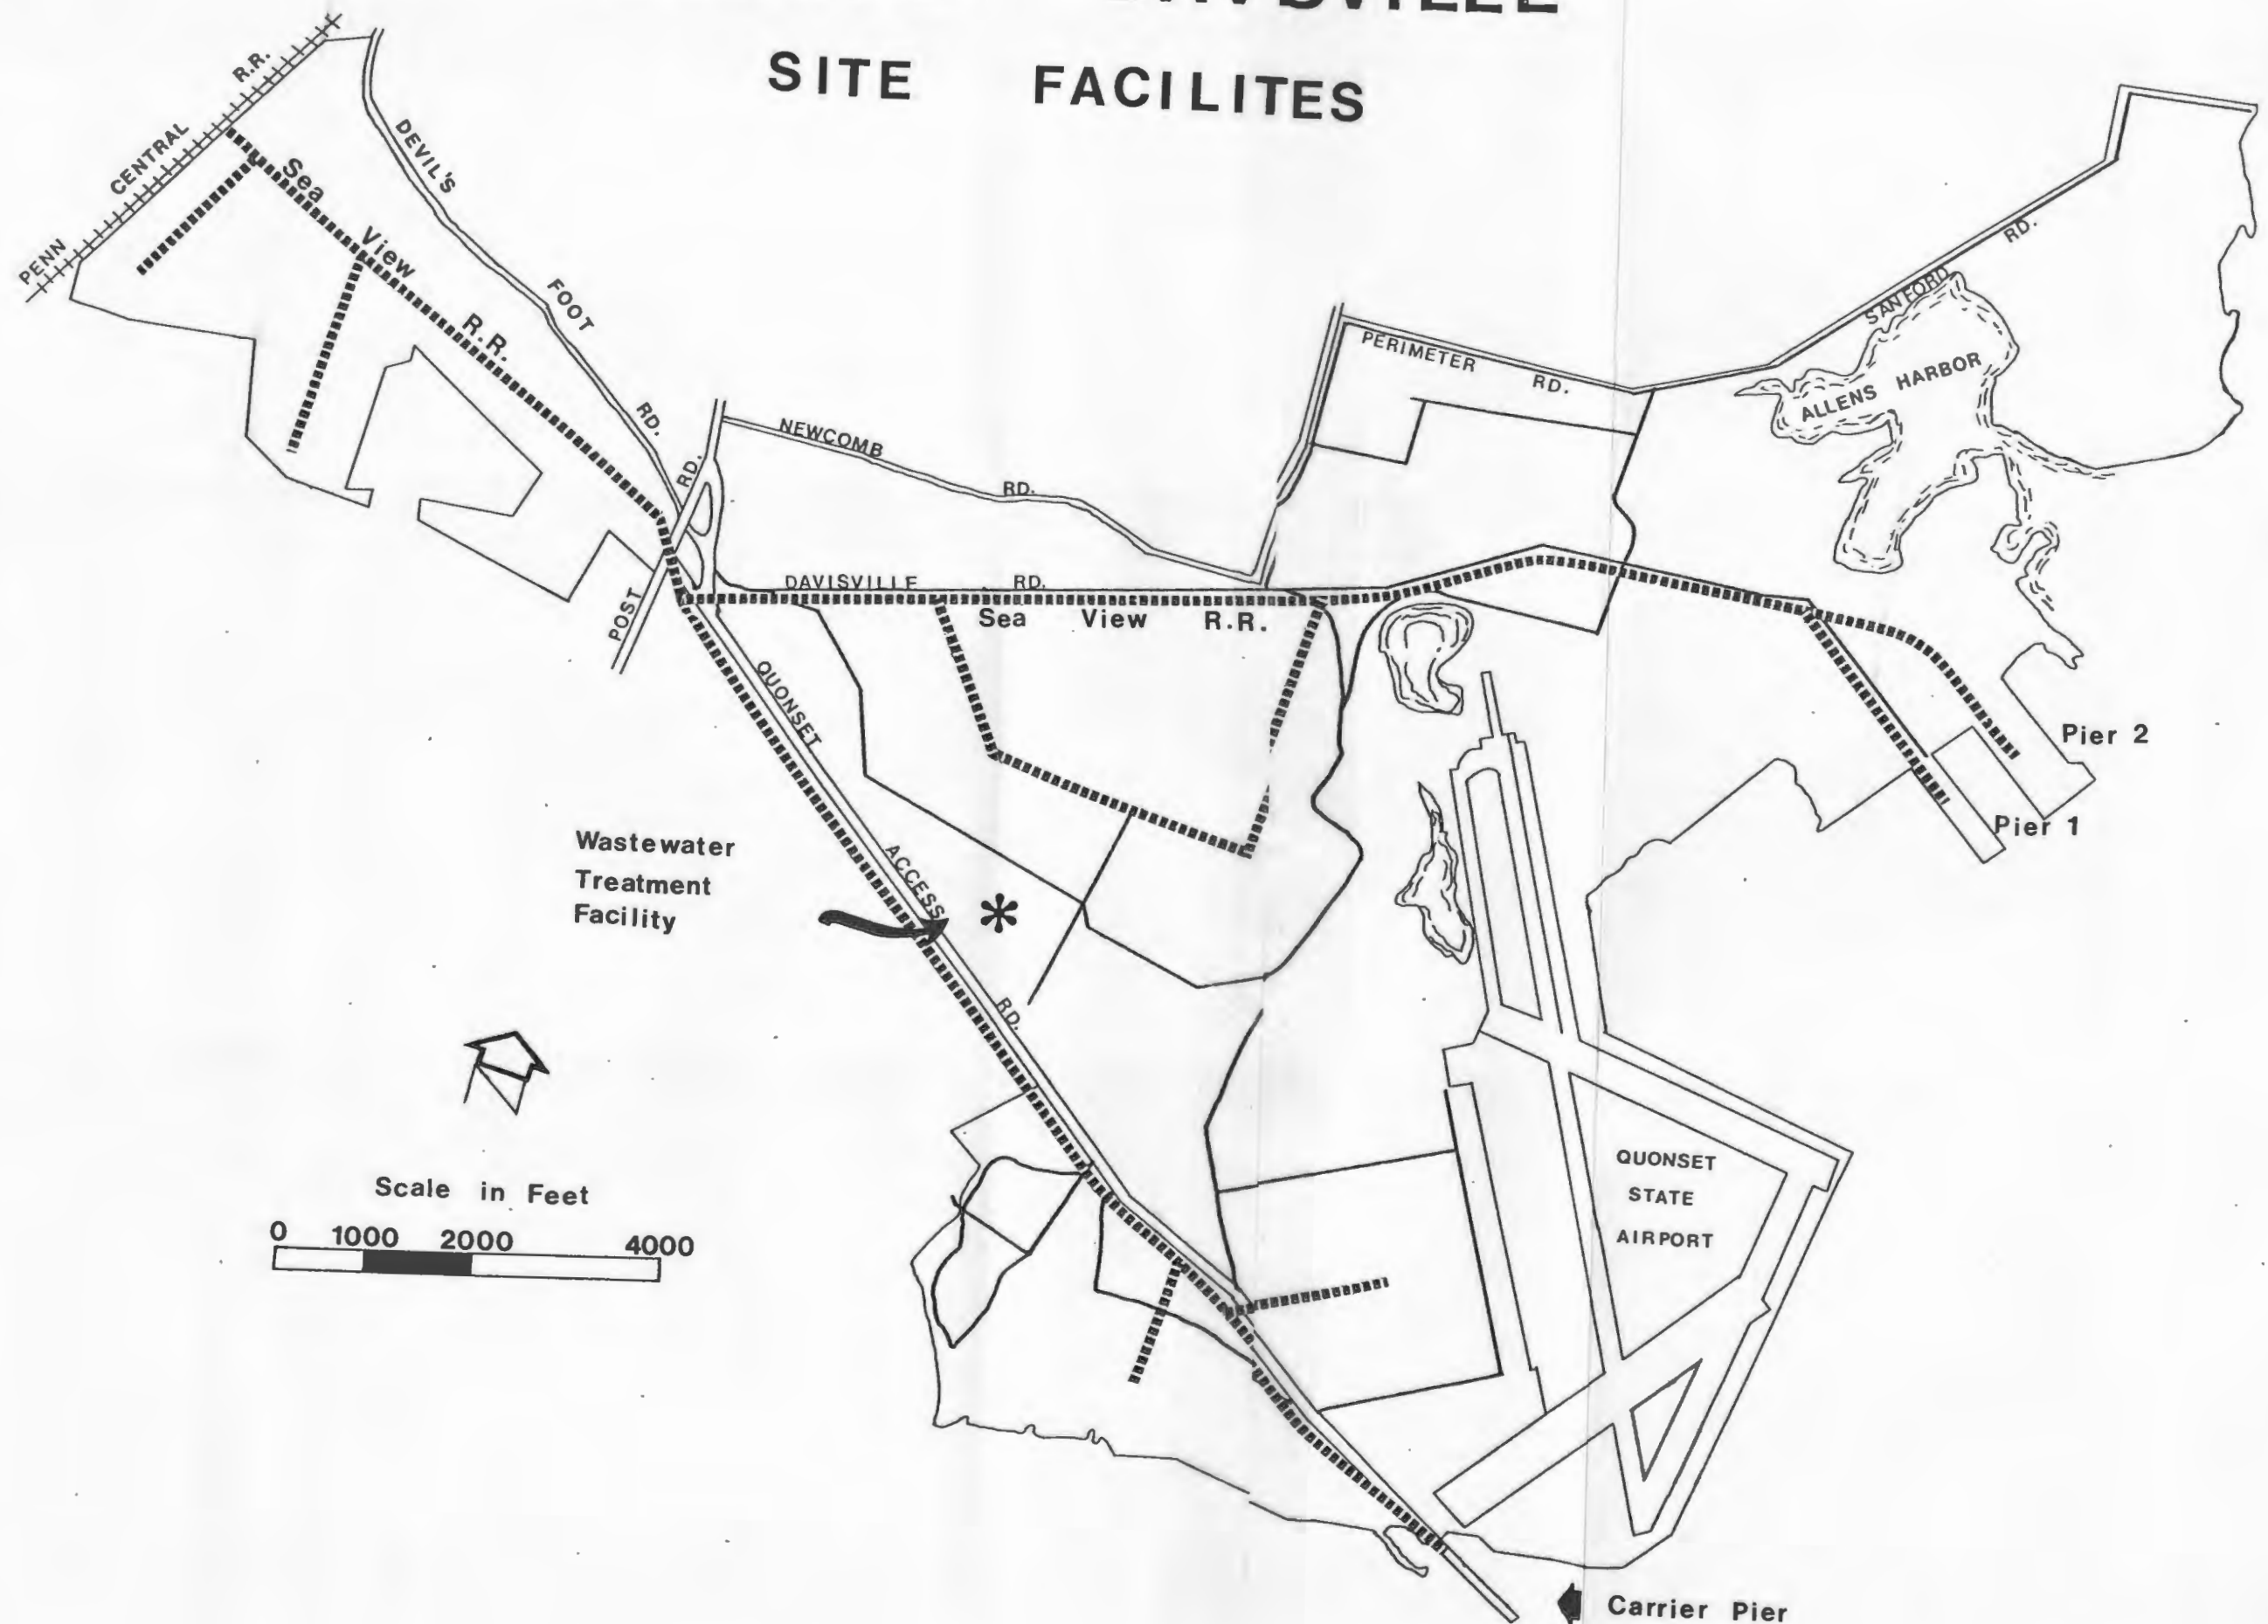 SITE FACILITES
PENN CENTRAL R.R.
Sea View R.R.
DEVIL'S FOOT RD.
POST RD.
NEWCOMB RD.
PERIMETER RD.
SANFORD RD.
ALLENS HARBOR
DAVISVILLE RD.
Sea View R.R.
QUONSET ACCESS RD.
Pier 2
Pier 1
Wastewater
Treatment
Facility
*
Scale in Feet
0 1000 2000 4000
QUONSET
STATE
AIRPORT
Carrier Pier